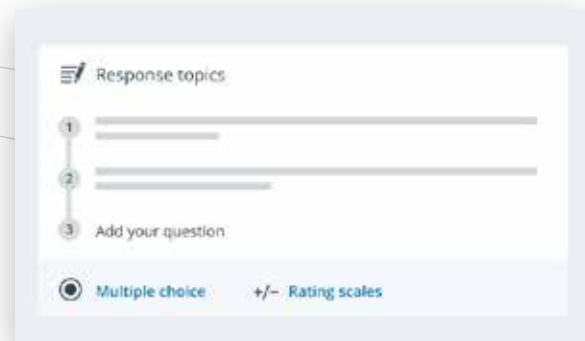 Response topics
1
2
3 Add your question
Multiple choice +/- Rating scales